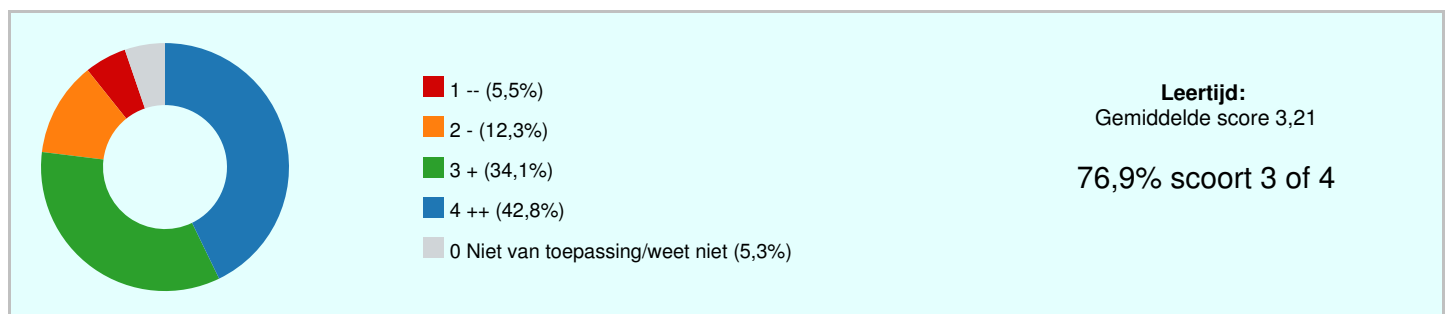 1 -- (5,5%)
2 - (12,3%)
3 + (34,1%)
4 ++ (42,8%)
0 Niet van toepassing/weet niet (5,3%)
Leertijd:
Gemiddelde score 3,21
76,9% scoort 3 of 4